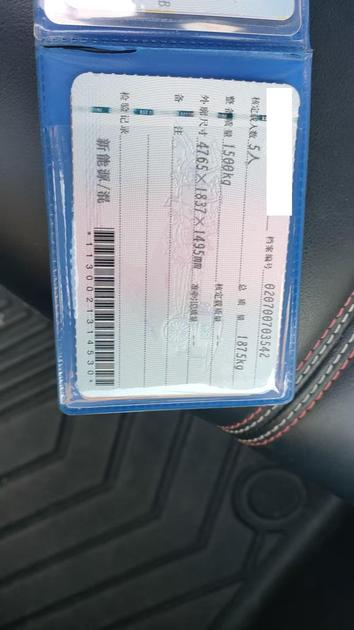 B
档案编号 020700703542
核定载人数 5人 总质量 1875kg
整备质量 1500kg 核定载质量 --
外廓尺寸 4765×1837×1495mm 准牵引总质量 --
备注
检验记录
新能源/混
*1130021314530*